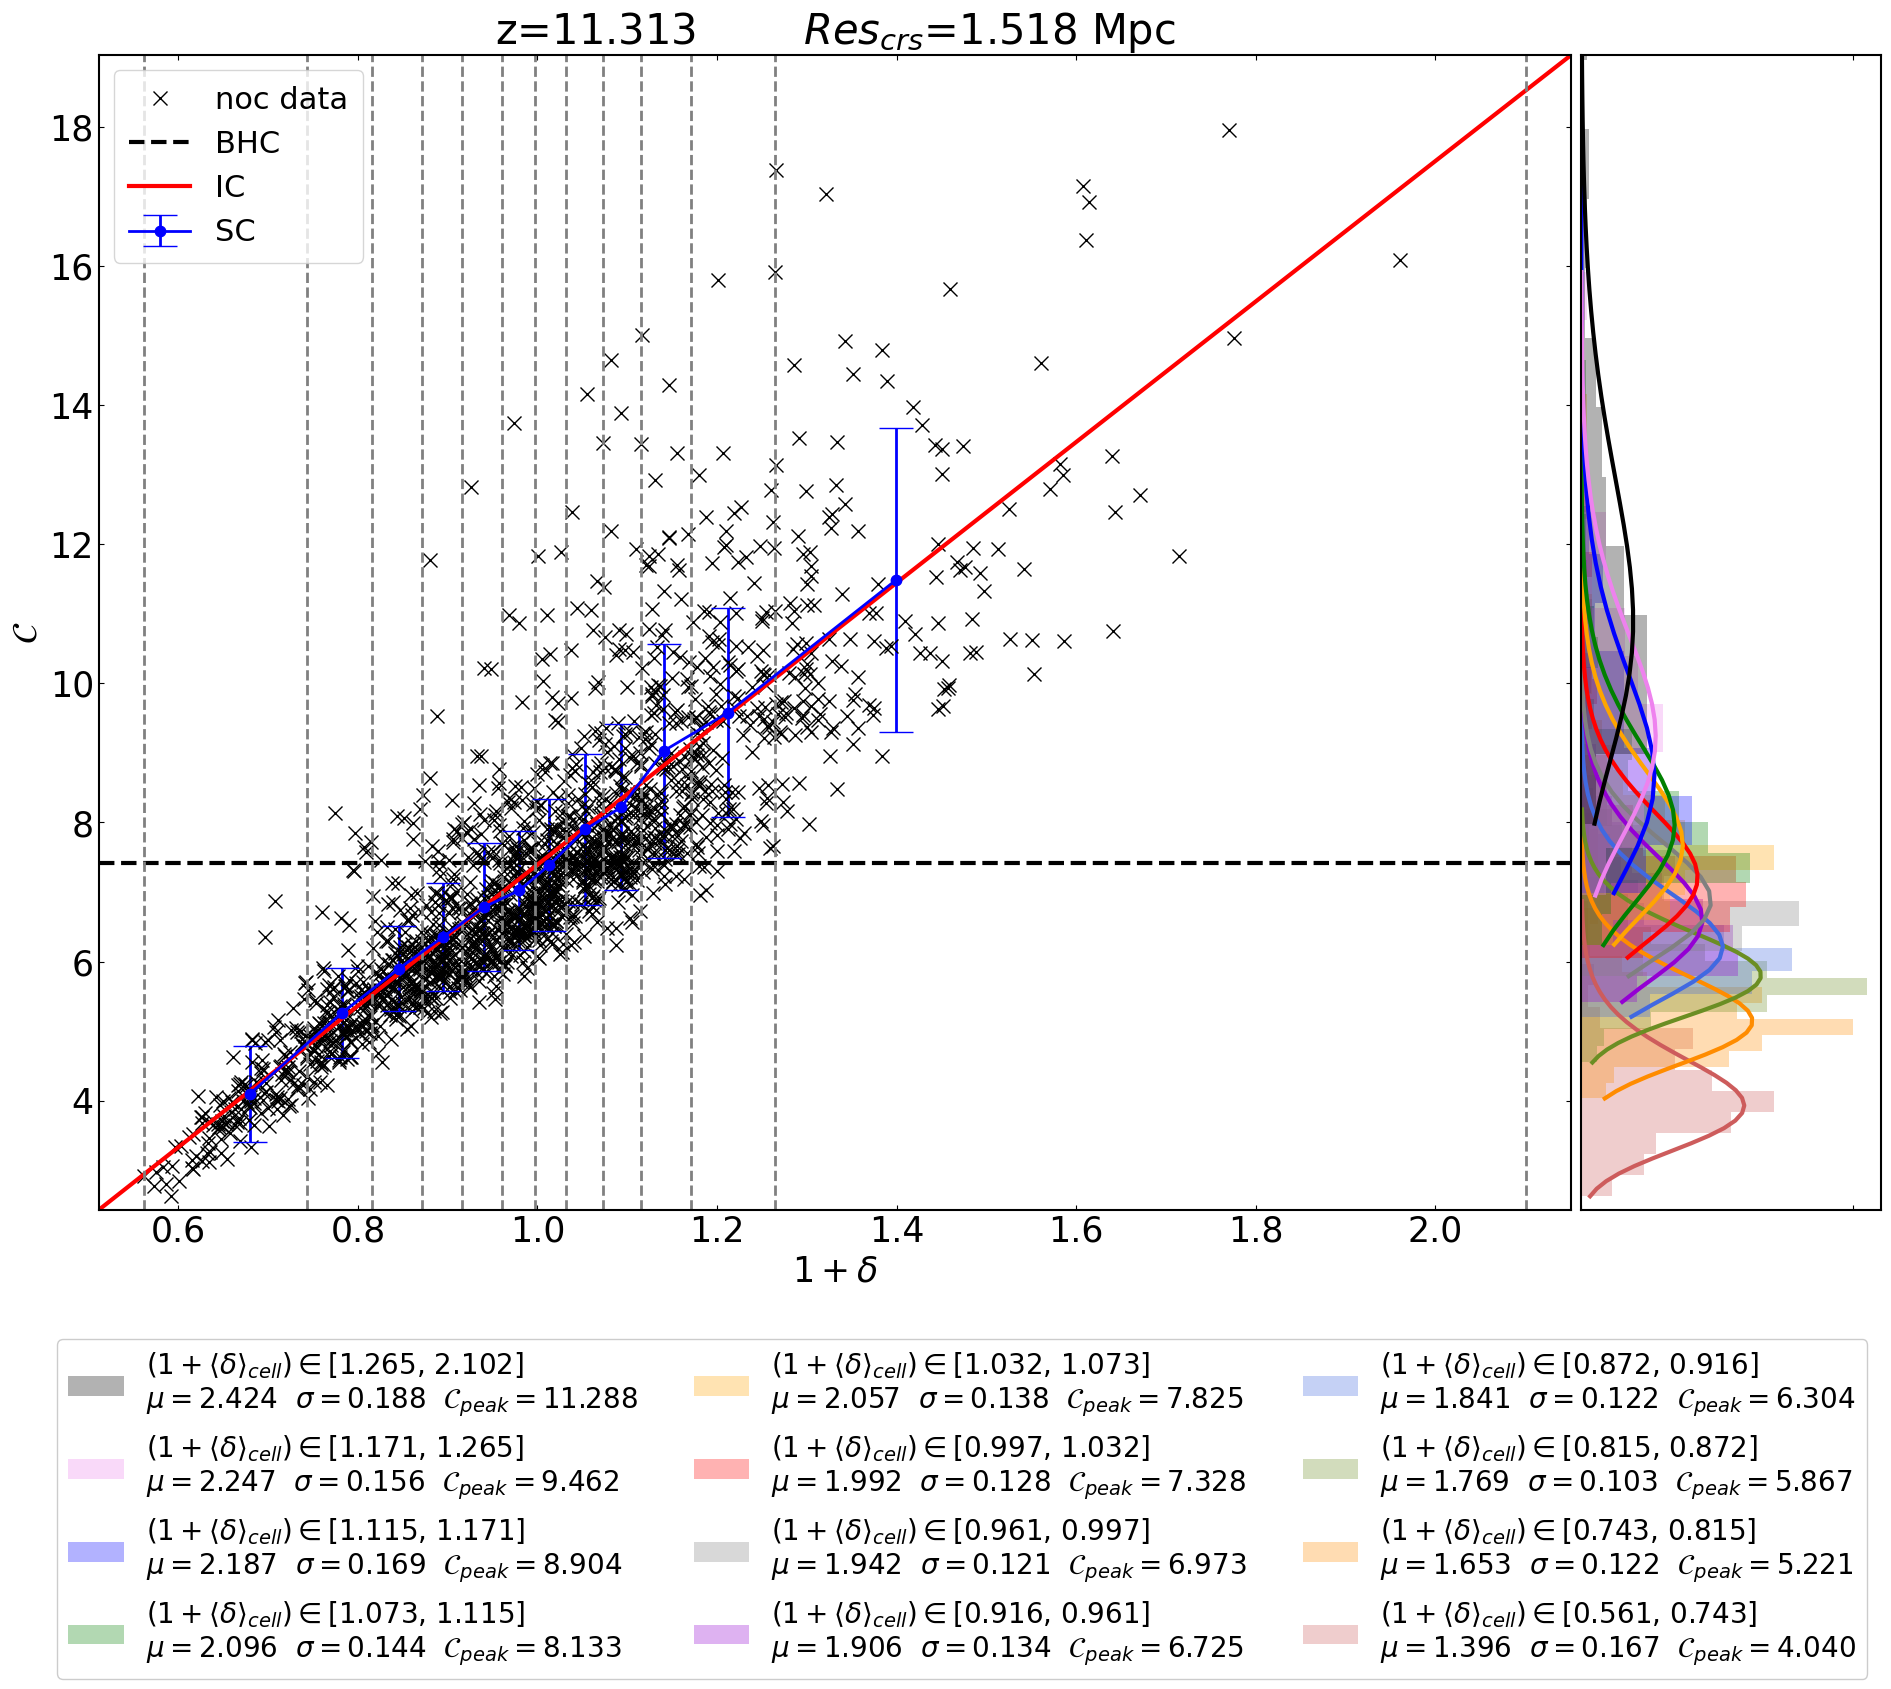 z=11.313 Res_crs=1.518 Mpc
noc data
BHC
IC
SC
18
16
14
12
10
8
6
4
𝒞
0.6 0.8 1.0 1.2 1.4 1.6 1.8 2.0
1 + δ
(1 + ⟨δ⟩_cell) ∈ [1.265, 2.102]
μ = 2.424 σ = 0.188 𝒞_peak = 11.288
(1 + ⟨δ⟩_cell) ∈ [1.171, 1.265]
μ = 2.247 σ = 0.156 𝒞_peak = 9.462
(1 + ⟨δ⟩_cell) ∈ [1.115, 1.171]
μ = 2.187 σ = 0.169 𝒞_peak = 8.904
(1 + ⟨δ⟩_cell) ∈ [1.073, 1.115]
μ = 2.096 σ = 0.144 𝒞_peak = 8.133
(1 + ⟨δ⟩_cell) ∈ [1.032, 1.073]
μ = 2.057 σ = 0.138 𝒞_peak = 7.825
(1 + ⟨δ⟩_cell) ∈ [0.997, 1.032]
μ = 1.992 σ = 0.128 𝒞_peak = 7.328
(1 + ⟨δ⟩_cell) ∈ [0.961, 0.997]
μ = 1.942 σ = 0.121 𝒞_peak = 6.973
(1 + ⟨δ⟩_cell) ∈ [0.916, 0.961]
μ = 1.906 σ = 0.134 𝒞_peak = 6.725
(1 + ⟨δ⟩_cell) ∈ [0.872, 0.916]
μ = 1.841 σ = 0.122 𝒞_peak = 6.304
(1 + ⟨δ⟩_cell) ∈ [0.815, 0.872]
μ = 1.769 σ = 0.103 𝒞_peak = 5.867
(1 + ⟨δ⟩_cell) ∈ [0.743, 0.815]
μ = 1.653 σ = 0.122 𝒞_peak = 5.221
(1 + ⟨δ⟩_cell) ∈ [0.561, 0.743]
μ = 1.396 σ = 0.167 𝒞_peak = 4.040